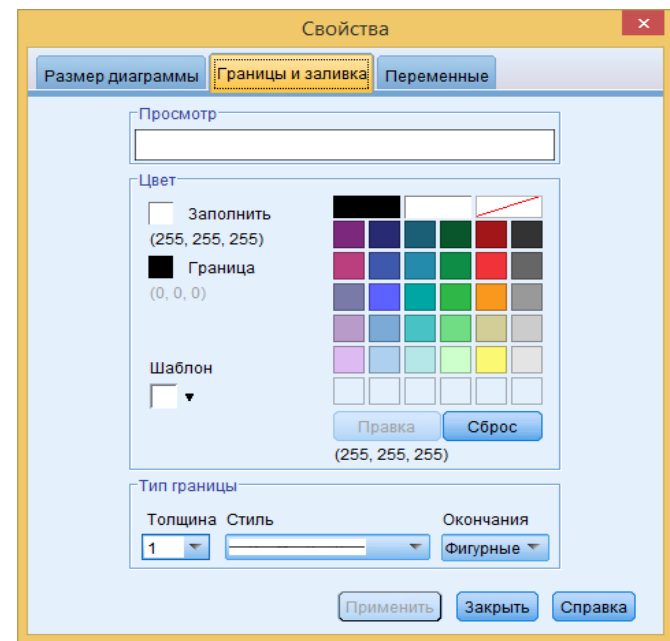 Свойства
Размер диаграммы Границы и заливка Переменные
Просмотр
Цвет
Заполнить
(255, 255, 255)
Граница
(0, 0, 0)
Шаблон
Правка Сброс
(255, 255, 255)
Тип границы
Толщина Стиль Окончания
1 Фигурные
Применить Закрыть Справка